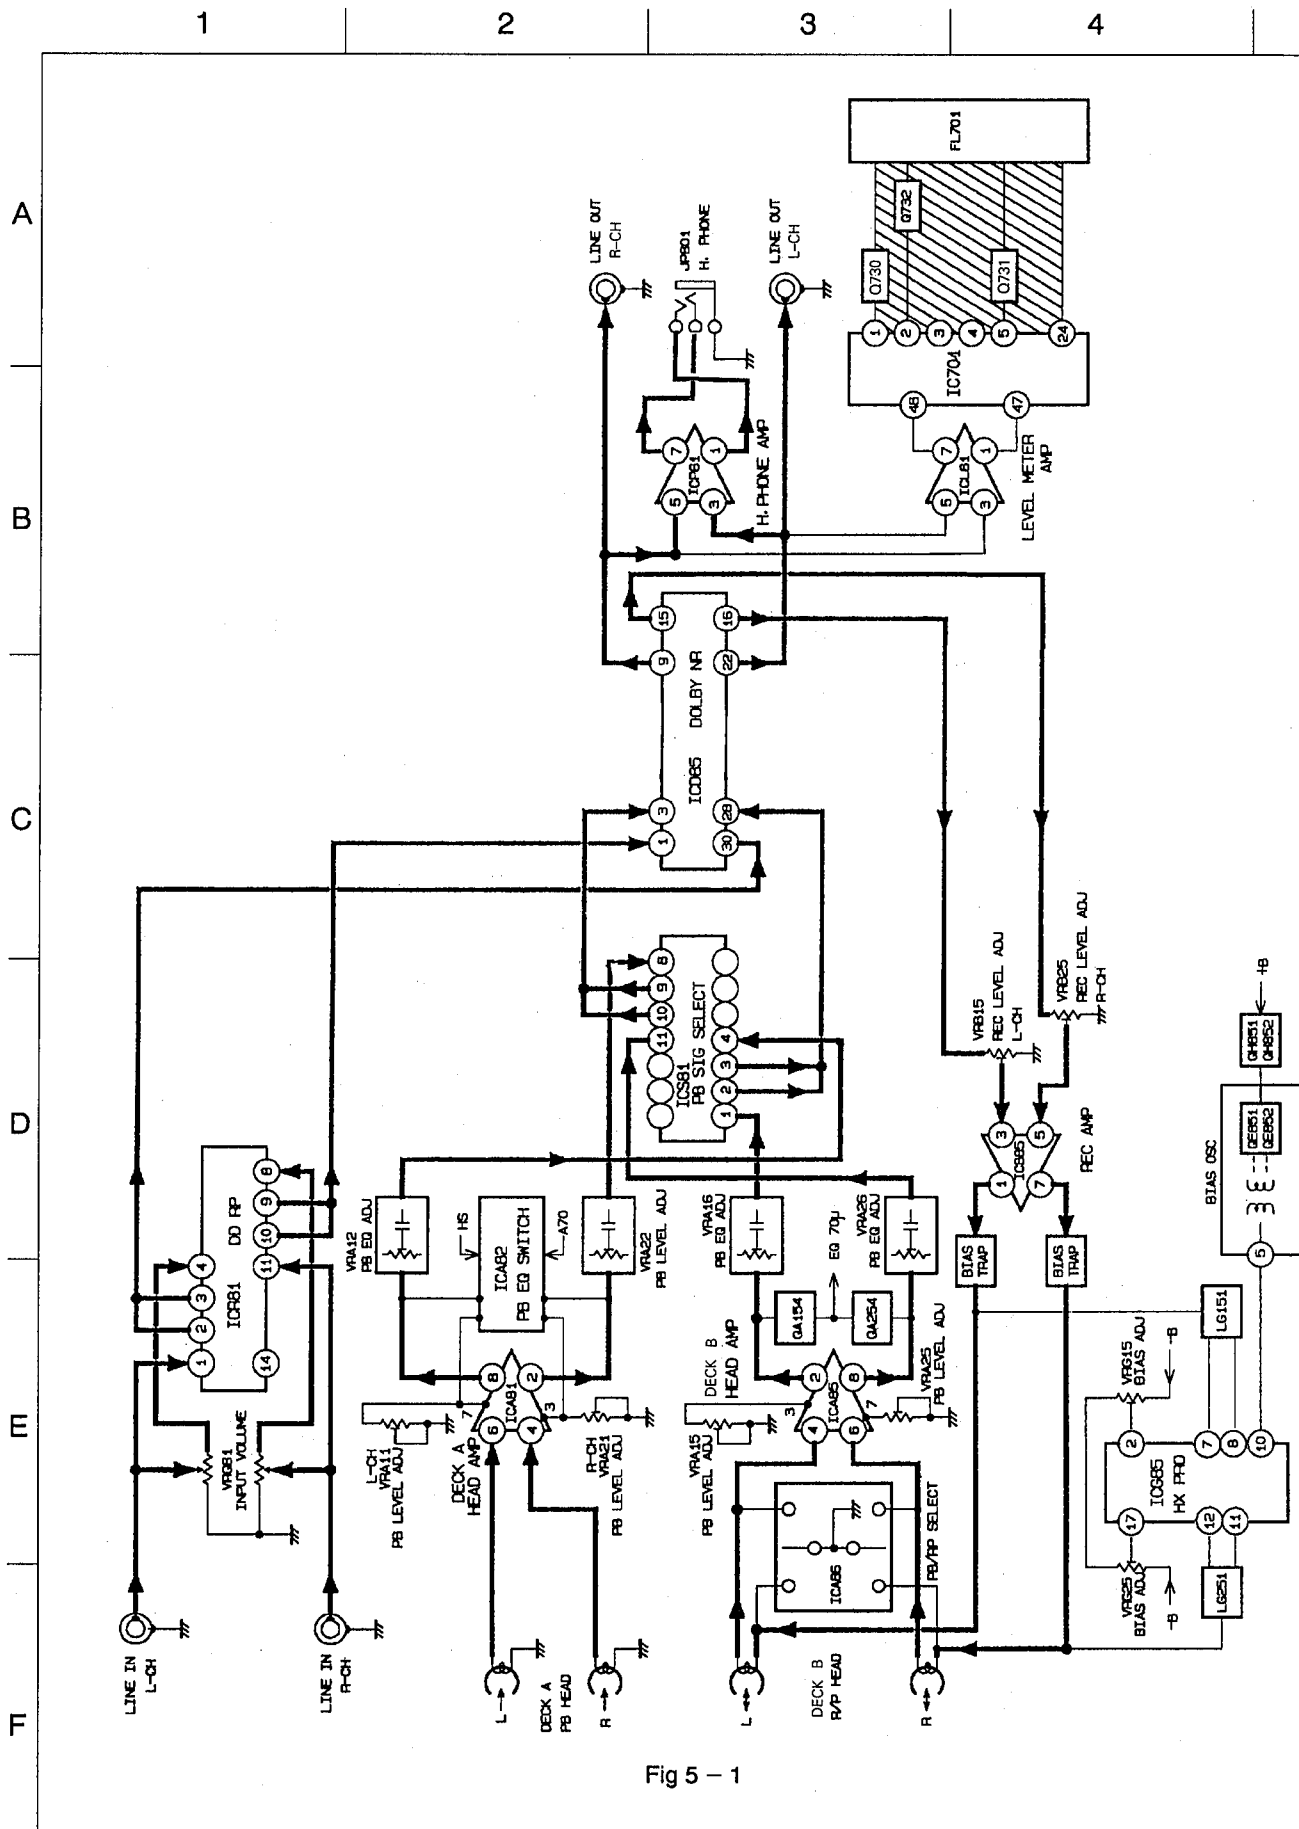 1
2
3
4
A
B
C
D
E
F
LINE OUT
R-CH
JP801
H. PHONE
LINE OUT
L-CH
FL701
Q730
Q732
Q731
1
2
3
4
5
24
IC701
48
47
7
1
ICP81
5
3
H.PHONE AMP
7
1
ICL81
5
3
LEVEL METER
AMP
15
16
9
22
ICD85
DOLBY NR
3
28
1
30
8
9
10
11
ICS81
PB SIG SELECT
4
3
2
1
VRB15
REC LEVEL ADJ
L-CH
VRB25
REC LEVEL ADJ
R-CH
3
5
1
7
REC AMP
BIAS
TRAP
BIAS
TRAP
+B
QH851
QH852
QE851
QE852
BIAS OSC
5
ICR81
DD RP
4
3
2
1
8
9
10
11
14
VRA12
PB EQ ADJ
HS
ICA82
PB EQ SWITCH
A70
VRA22
PB LEVEL ADJ
VRA16
PB EQ ADJ
EQ 70μ
VRA26
PB EQ ADJ
QA154
QA254
VRQ81
INPUT VOLUME
L-CH
VRA11
PB LEVEL ADJ
DECK A
HEAD AMP
8
2
7
3
ICA81
6
4
R-CH
VRA21
PB LEVEL ADJ
DECK B
HEAD AMP
VRA15
PB LEVEL ADJ
2
8
3
7
ICA85
4
6
VRA25
PB LEVEL ADJ
ICA86
PB/RP SELECT
LG151
VRG15
BIAS ADJ
-B
2
7
8
10
ICG85
HX PRO
17
12
11
VRG25
BIAS ADJ
-B
LG251
LINE IN
L-CH
LINE IN
R-CH
L
DECK A
PB HEAD
R
L
DECK B
R/P HEAD
R
Fig 5 – 1